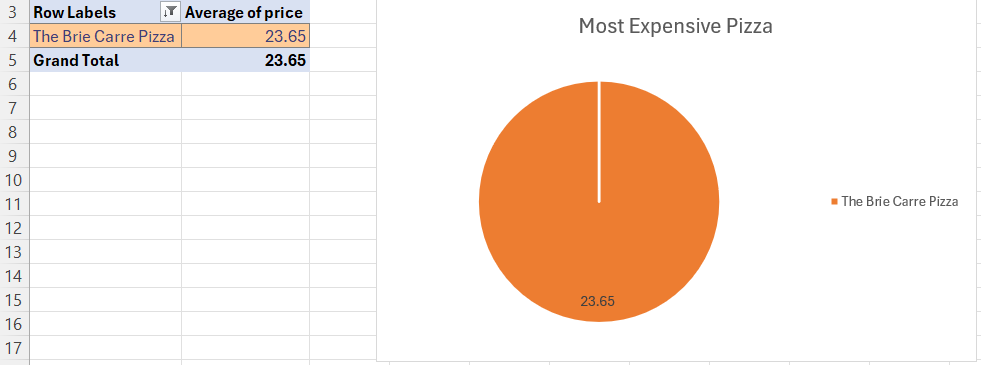 3 Row Labels Average of price
4 The Brie Carre Pizza 23.65
5 Grand Total 23.65
6
7
8
9
10
11
12
13
14
15
16
17
Most Expensive Pizza
23.65
The Brie Carre Pizza